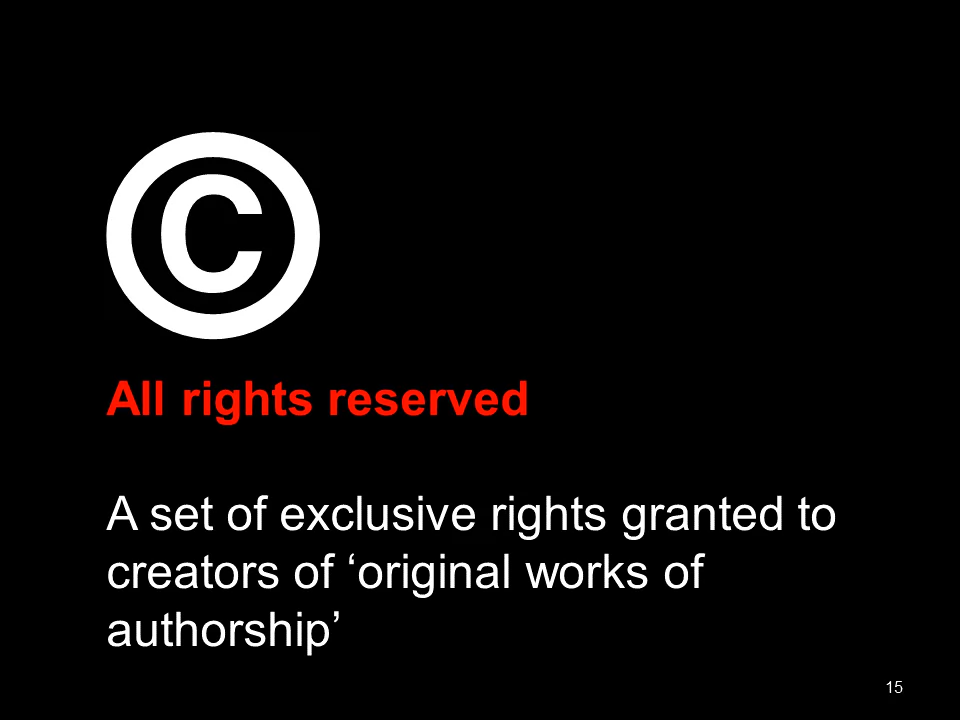 ©
All rights reserved
A set of exclusive rights granted to
creators of ‘original works of
authorship’
15